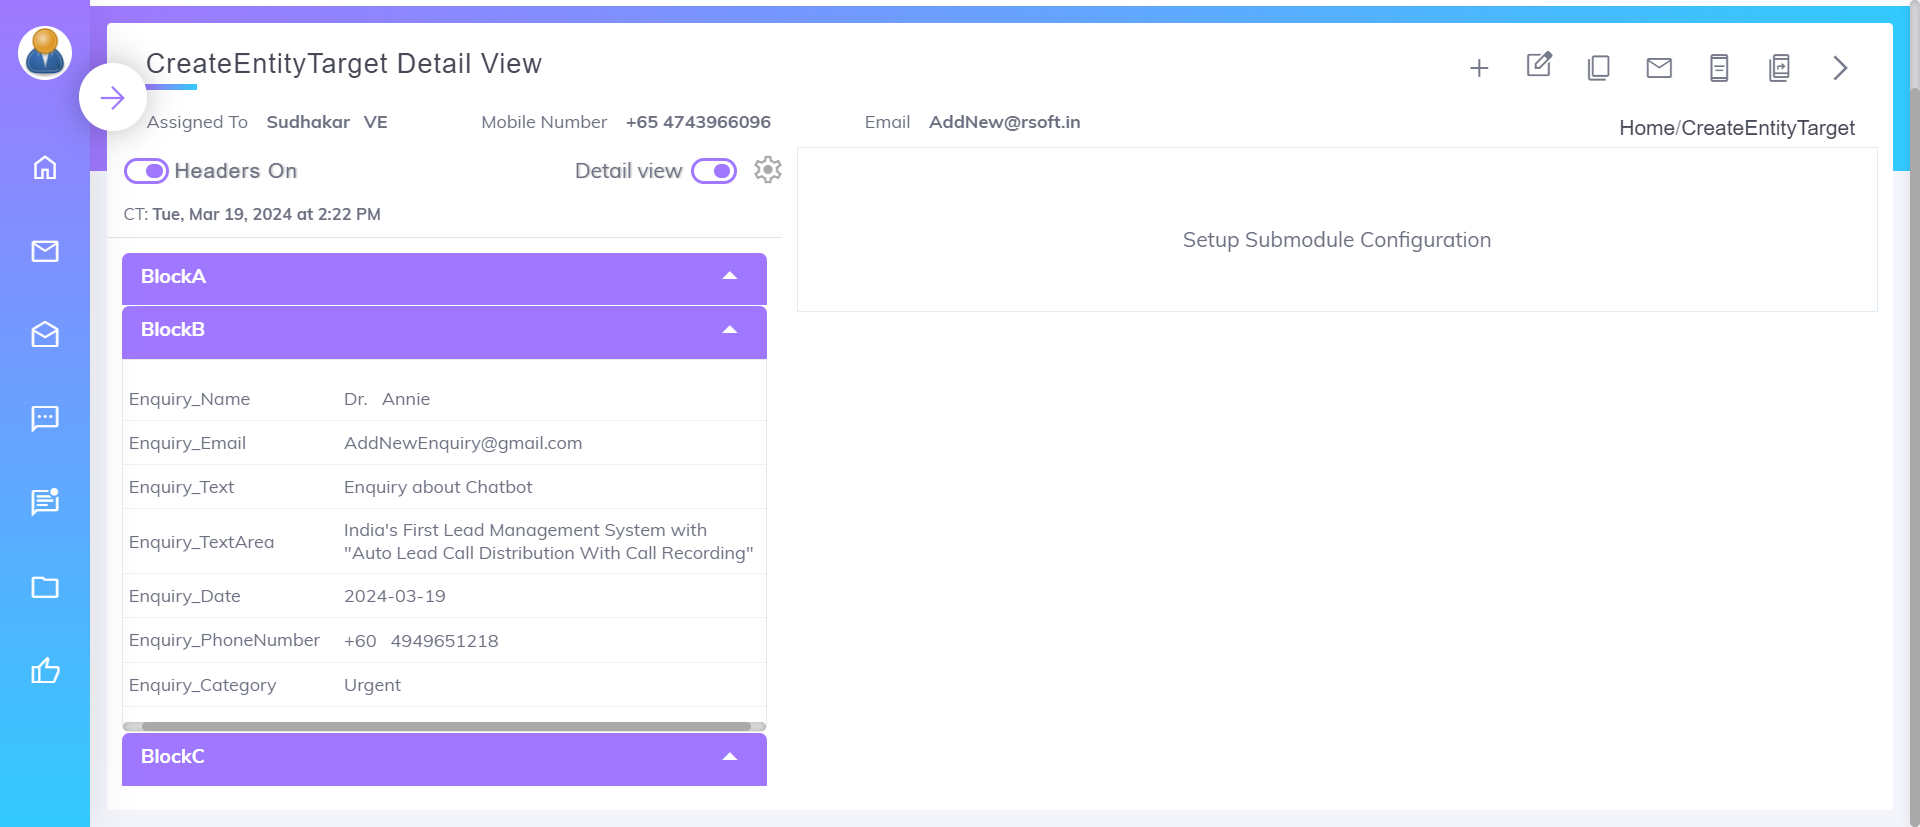 CreateEntityTarget Detail View
Assigned To Sudhakar VE Mobile Number +65 4743966096 Email AddNew@rsoft.in
Home/CreateEntityTarget
Headers On Detail view
CT: Tue, Mar 19, 2024 at 2:22 PM
Setup Submodule Configuration
BlockA
BlockB
Enquiry_Name Dr. Annie
Enquiry_Email AddNewEnquiry@gmail.com
Enquiry_Text Enquiry about Chatbot
Enquiry_TextArea India's First Lead Management System with
"Auto Lead Call Distribution With Call Recording"
Enquiry_Date 2024-03-19
Enquiry_PhoneNumber +60 4949651218
Enquiry_Category Urgent
BlockC